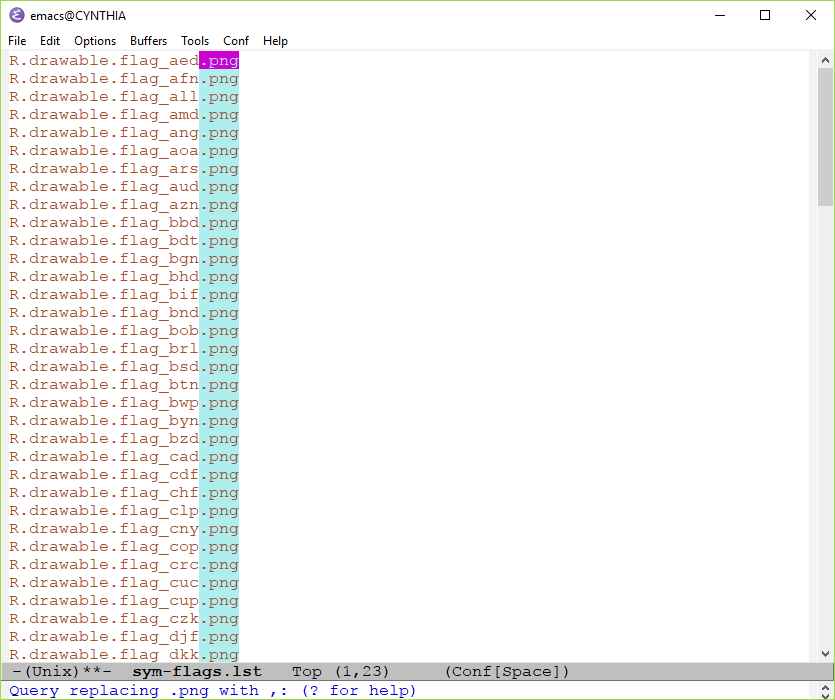 emacs@CYNTHIA
File Edit Options Buffers Tools Conf Help
R.drawable.flag_aed.png
R.drawable.flag_afn.png
R.drawable.flag_all.png
R.drawable.flag_amd.png
R.drawable.flag_ang.png
R.drawable.flag_aoa.png
R.drawable.flag_ars.png
R.drawable.flag_aud.png
R.drawable.flag_azn.png
R.drawable.flag_bbd.png
R.drawable.flag_bdt.png
R.drawable.flag_bgn.png
R.drawable.flag_bhd.png
R.drawable.flag_bif.png
R.drawable.flag_bnd.png
R.drawable.flag_bob.png
R.drawable.flag_brl.png
R.drawable.flag_bsd.png
R.drawable.flag_btn.png
R.drawable.flag_bwp.png
R.drawable.flag_byn.png
R.drawable.flag_bzd.png
R.drawable.flag_cad.png
R.drawable.flag_cdf.png
R.drawable.flag_chf.png
R.drawable.flag_clp.png
R.drawable.flag_cny.png
R.drawable.flag_cop.png
R.drawable.flag_crc.png
R.drawable.flag_cuc.png
R.drawable.flag_cup.png
R.drawable.flag_czk.png
R.drawable.flag_djf.png
R.drawable.flag_dkk.png
-(Unix)**- sym-flags.lst Top (1,23) (Conf[Space])
Query replacing .png with ,: (? for help)